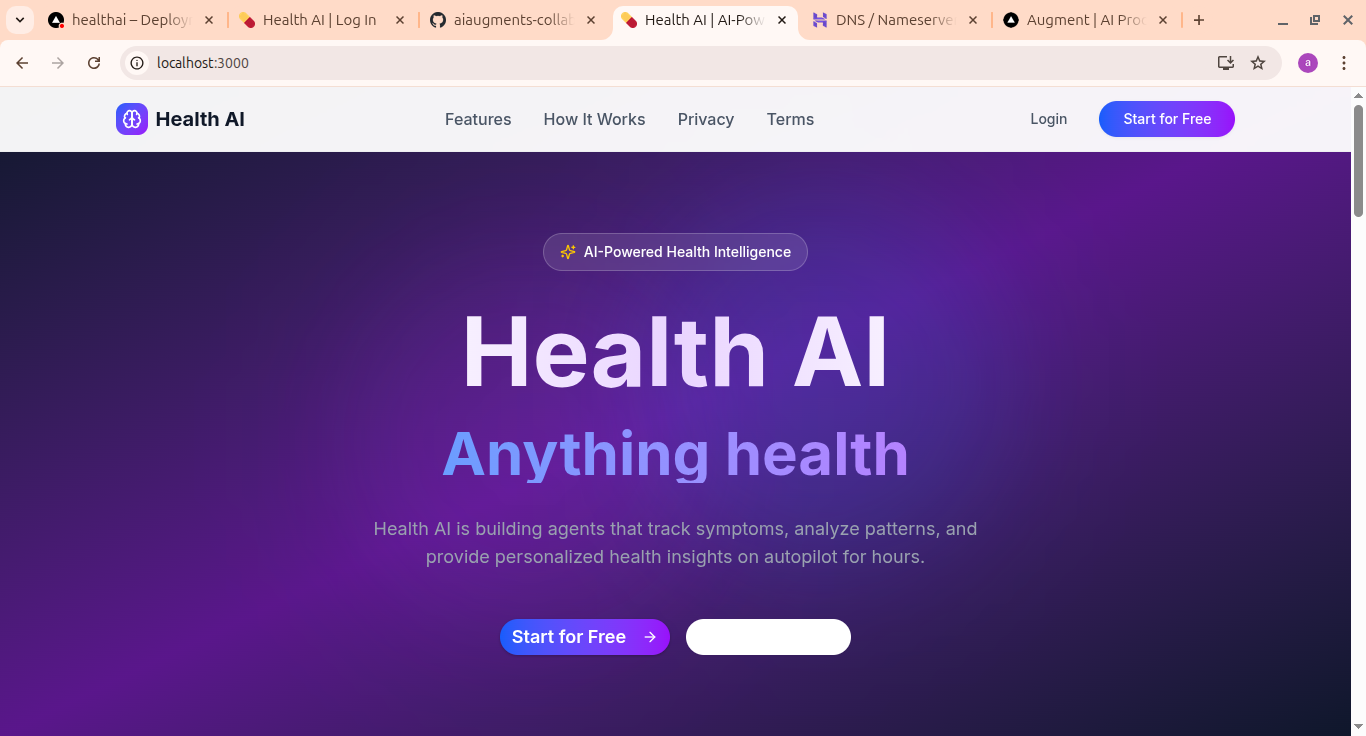 healthai – Deploy
Health AI | Log In
aiaugments-collab
Health AI | AI-Pow
DNS / Nameserve
Augment | AI Pro
localhost:3000
a
Health AI
Features
How It Works
Privacy
Terms
Login
Start for Free
AI-Powered Health Intelligence
Health AI
Anything health
Health AI is building agents that track symptoms, analyze patterns, and
provide personalized health insights on autopilot for hours.
Start for Free